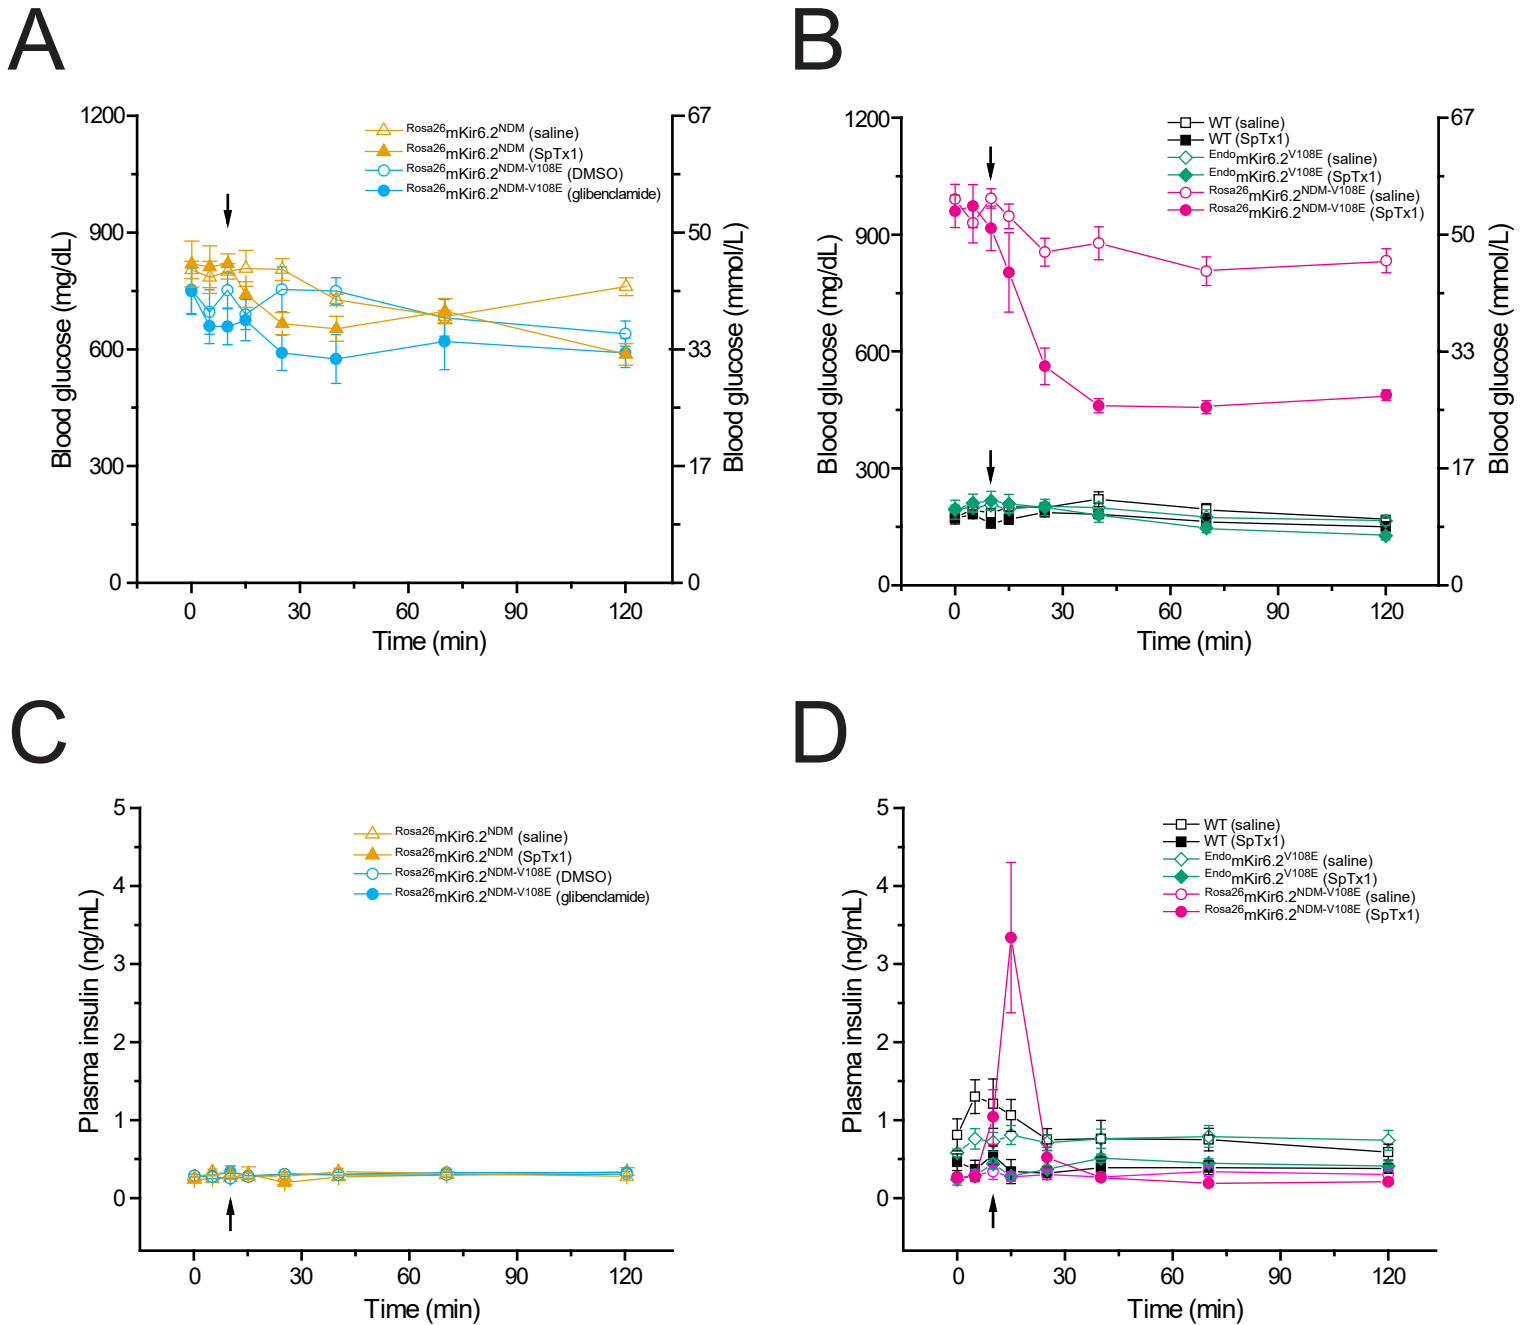 A
1200
900
600
300
0
67
50
33
17
0
Blood glucose (mg/dL)
Blood glucose (mmol/L)
Rosa26mKir6.2NDM (saline)
Rosa26mKir6.2NDM (SpTx1)
Rosa26mKir6.2NDM-V108E (DMSO)
Rosa26mKir6.2NDM-V108E (glibenclamide)
0 30 60 90 120
Time (min)
B
1200
900
600
300
0
67
50
33
17
0
Blood glucose (mg/dL)
Blood glucose (mmol/L)
WT (saline)
WT (SpTx1)
EndomKir6.2V108E (saline)
EndomKir6.2V108E (SpTx1)
Rosa26mKir6.2NDM-V108E (saline)
Rosa26mKir6.2NDM-V108E (SpTx1)
0 30 60 90 120
Time (min)
C
5
4
3
2
1
0
Plasma insulin (ng/mL)
Rosa26mKir6.2NDM (saline)
Rosa26mKir6.2NDM (SpTx1)
Rosa26mKir6.2NDM-V108E (DMSO)
Rosa26mKir6.2NDM-V108E (glibenclamide)
0 30 60 90 120
Time (min)
D
5
4
3
2
1
0
Plasma insulin (ng/mL)
WT (saline)
WT (SpTx1)
EndomKir6.2V108E (saline)
EndomKir6.2V108E (SpTx1)
Rosa26mKir6.2NDM-V108E (saline)
Rosa26mKir6.2NDM-V108E (SpTx1)
0 30 60 90 120
Time (min)